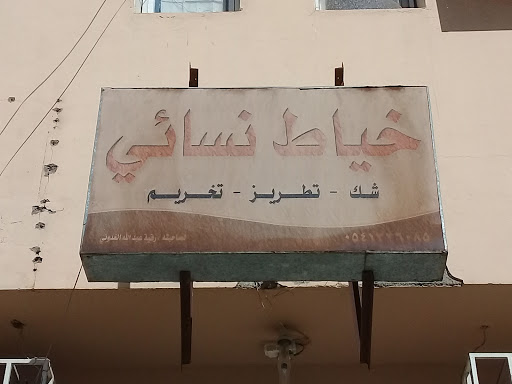 خياط نسائي
شك - تطريز - تخريم